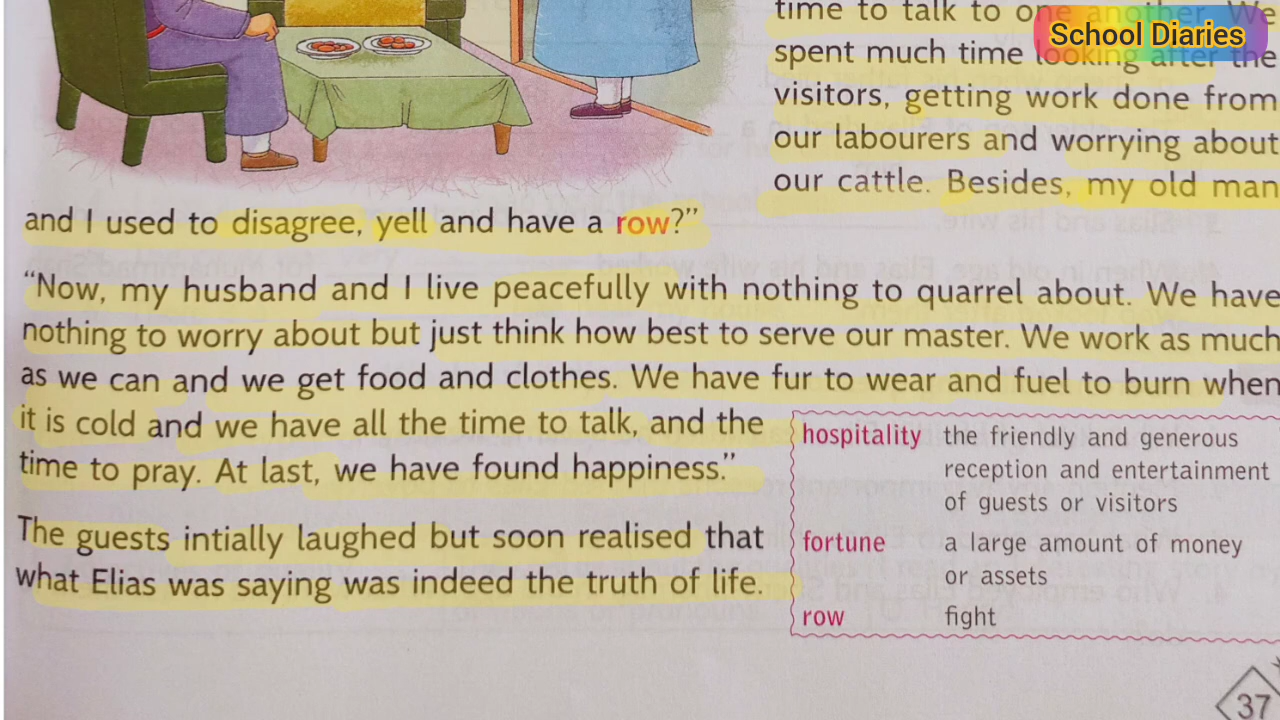 time to talk to one another. We
spent much time looking after the
visitors, getting work done from
our labourers and worrying about
our cattle. Besides, my old man
and I used to disagree, yell and have a row?”
“Now, my husband and I live peacefully with nothing to quarrel about. We have
nothing to worry about but just think how best to serve our master. We work as much
as we can and we get food and clothes. We have fur to wear and fuel to burn when
it is cold and we have all the time to talk, and the
time to pray. At last, we have found happiness.”
The guests intially laughed but soon realised that
what Elias was saying was indeed the truth of life.
School Diaries
hospitality the friendly and generous
reception and entertainment
of guests or visitors
fortune a large amount of money
or assets
row fight
37